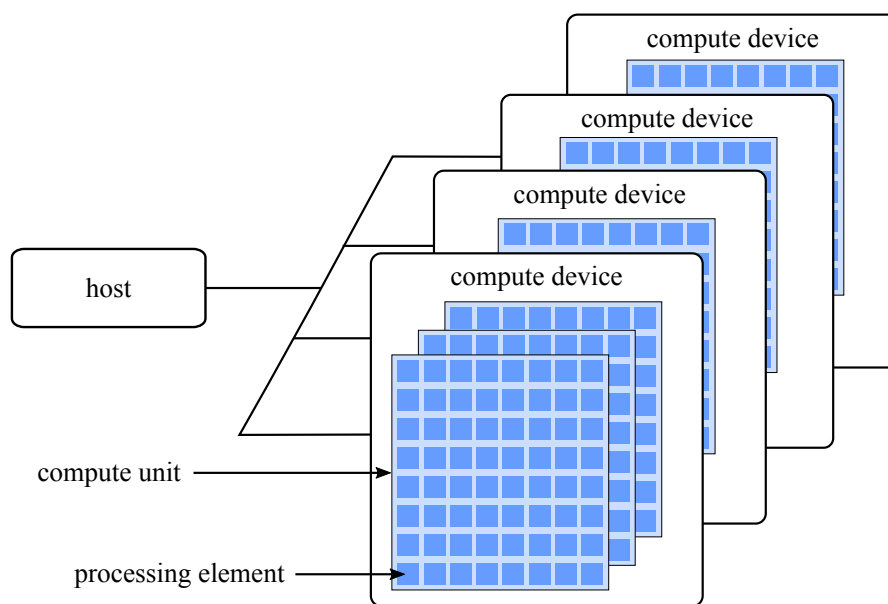 compute device
compute device
compute device
compute device
host
compute unit
processing element